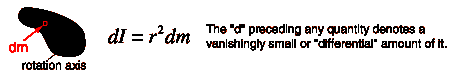 dm
rotation axis
dI = r²dm
The "d" preceding any quantity denotes a
vanishingly small or "differential" amount of it.